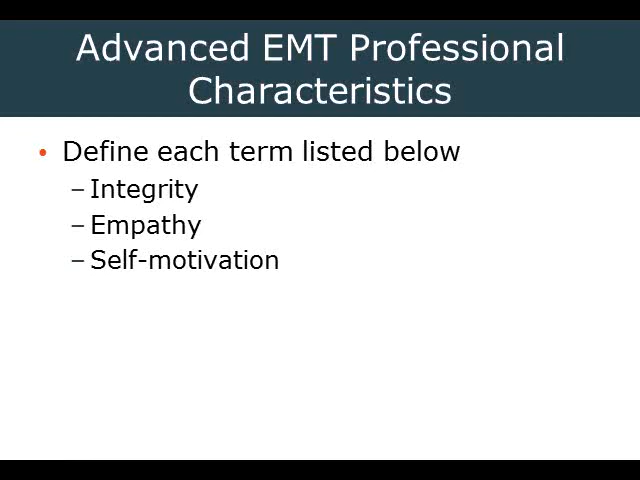 Advanced EMT Professional
Characteristics
• Define each term listed below
– Integrity
– Empathy
– Self-motivation